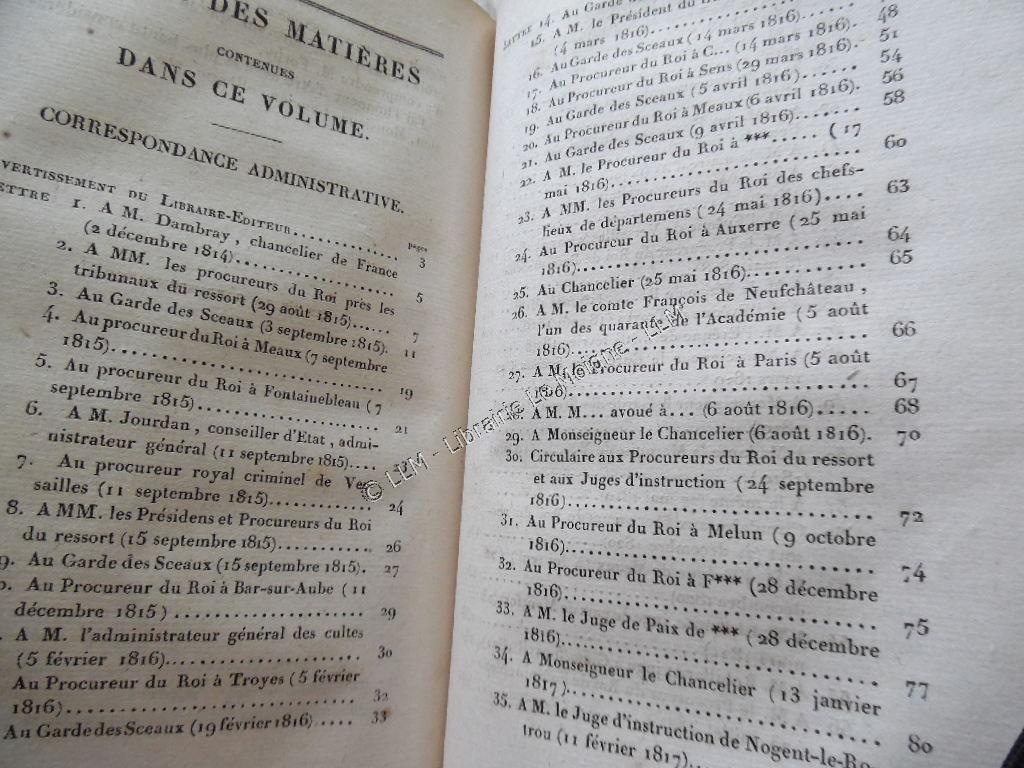 DES MATIÈRES
CONTENUES
DANS CE VOLUME.
CORRESPONDANCE ADMINISTRATIVE.
VERTISSEMENT DU LIBRAIRE-EDITEUR............
pages
3
ETTRE 1. A M. Dambray, chancelier de France
(2 décembre 1814).................. 5
2. A MM. les procureurs du Roi près les
tribunaux du ressort (29 août 1815)...... 7
3. Au Garde des Sceaux (3 septembre 1815). 11
4. Au procureur du Roi à Meaux (7 septembre
1815).............................. 19
5. Au procureur du Roi à Fontainebleau (7
septembre 1815).................... 21
6. A M. Jourdan, conseiller d'Etat, admi-
nistrateur général (11 septembre 1815)....
7. Au procureur royal criminel de Ver
sailles (11 septembre 1815)............ 24
8. A MM. les Présidens et Procureurs du Roi
du ressort (15 septembre 1815)........... 26
9. Au Garde des Sceaux (15 septembre 1815). 27
0. Au Procureur du Roi à Bar-sur-Aube (11
décembre 1815) ................... 29
. A M. l'administrateur général des cultes
(5 février 1816)................... 30
Au Procureur du Roi à Troyes (5 février
1816)............................. 32
Au Garde des Sceaux (19 février 1816)..... 33
LETTRE 14. Au Garde
15. A M. le Président du
(4 mars 1816)
16. Au Garde des Sceaux (14 mars 1816). 48
17. Au Procureur du Roi à C... (14 mars 1816). 51
18. Au Procureur du Roi à Sens (29 mars 1816). 54
19. Au Garde des Sceaux (5 avril 1816)...... 56
20. Au Procureur du Roi à Meaux (6 avril 1816). 58
21. Au Garde des Sceaux (9 avril 1816).......
22. A M. le Procureur du Roi à ***..... (17
mai 1816)......................... 60
23. A MM. les Procureurs du Roi des chefs-
lieux de départemens (24 mai 1816)..... 63
24. Au Procureur du Roi à Auxerre (25 mai
1816)............................. 64
25. Au Chancelier (25 mai 1816)............ 65
26. A M. le comte François de Neufchâteau,
l'un des quarante de l'Académie (5 août
1816)............................. 66
27. A M. le Procureur du Roi à Paris (5 août
1816)............................. 67
28. A M. M... avoué à... (6 août 1816)..... 68
29. A Monseigneur le Chancelier (6 août 1816). 70
30. Circulaire aux Procureurs du Roi du ressort
et aux Juges d'instruction (24 septembre
1816)............................. 72
31. Au Procureur du Roi à Melun (9 octobre
1816)............................. 74
32. Au Procureur du Roi à F*** (28 décembre
1816)............................. 75
33. A M. le Juge de Paix de *** (28 décembre
1816)............................. 77
34. A Monseigneur le Chancelier (13 janvier
1817)............................. 80
35. A M. le Juge d'instruction de Nogent-le-Ro
trou (11 février 1817)..............
© LLM - Librairie Le Moine - LLM